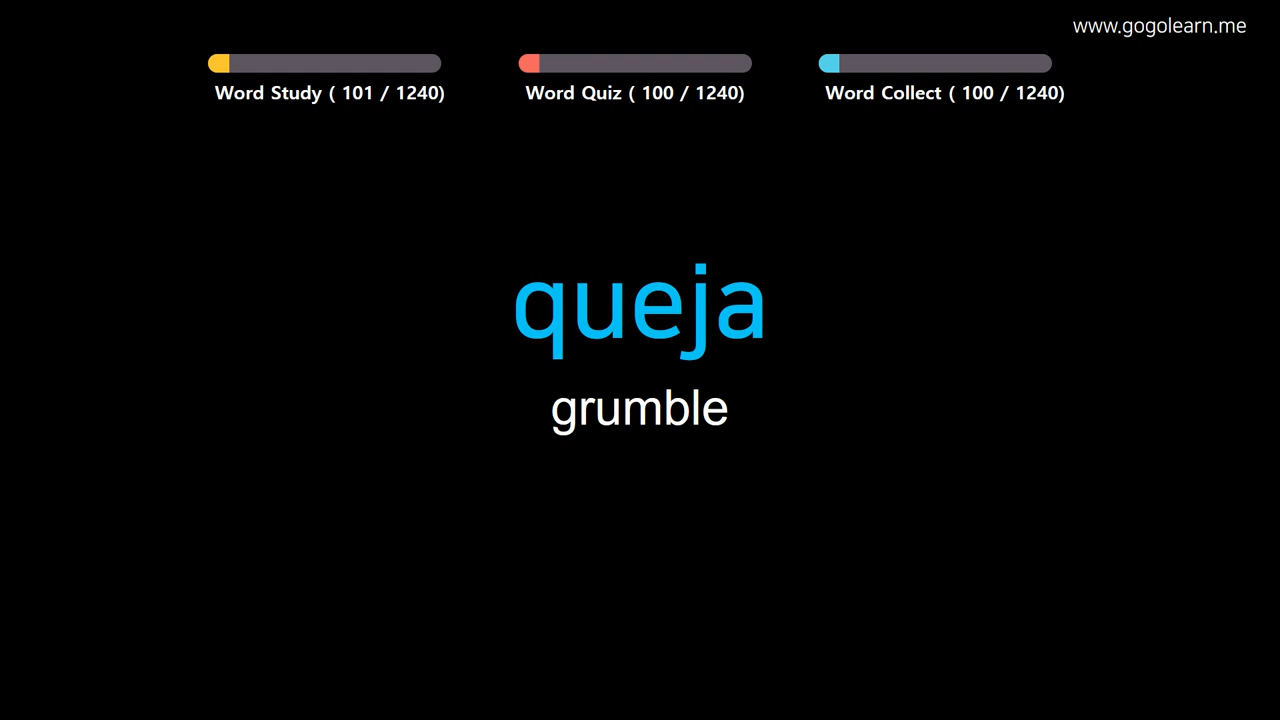 www.gogolearn.me
Word Study ( 101 / 1240)
Word Quiz ( 100 / 1240)
Word Collect ( 100 / 1240)
queja
grumble